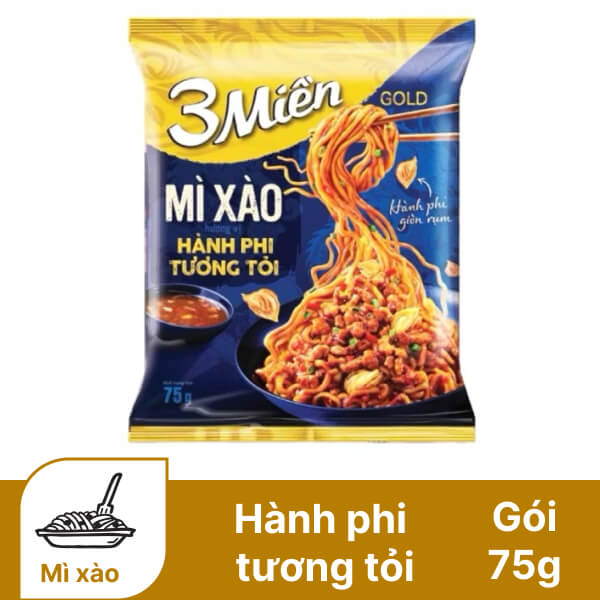 3Miền
GOLD
MÌ XÀO
hương vị
HÀNH PHI
TƯƠNG TỎI
Hành phi
giòn rụm
75g
Mì xào
Hành phi
tương tỏi
Gói
75g